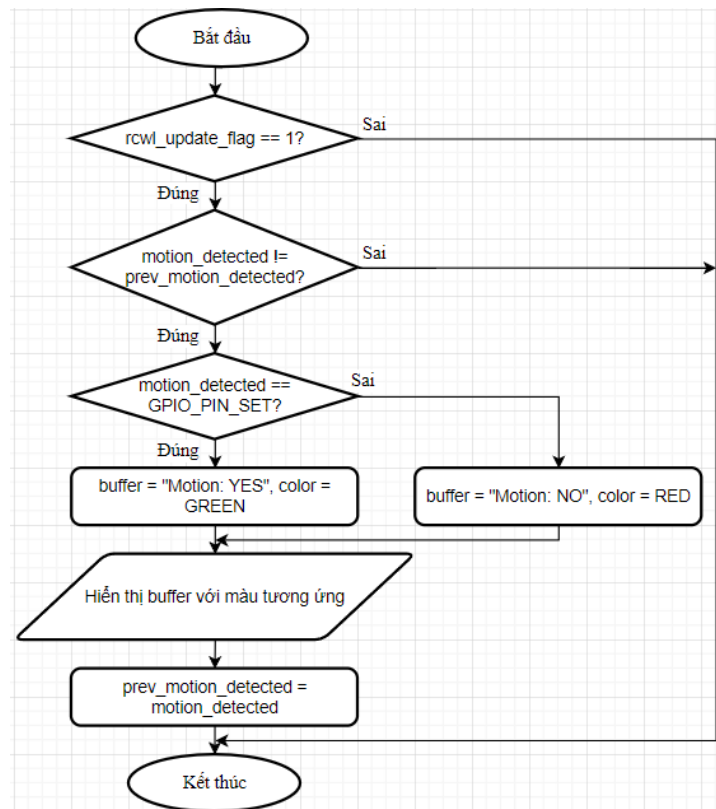 Bắt đầu
rcwl_update_flag == 1?
Sai
Đúng
motion_detected !=
prev_motion_detected?
Sai
Đúng
motion_detected ==
GPIO_PIN_SET?
Sai
Đúng
buffer = "Motion: YES", color =
GREEN
buffer = "Motion: NO", color = RED
Hiển thị buffer với màu tương ứng
prev_motion_detected =
motion_detected
Kết thúc